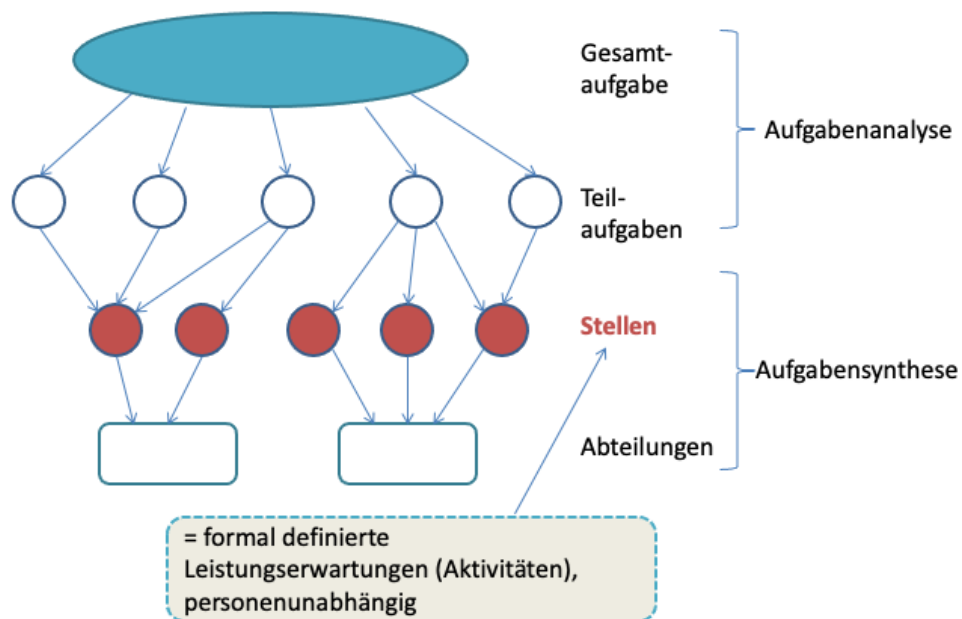 Gesamt-
aufgabe
Aufgabenanalyse
Teil-
aufgaben
Stellen
Aufgabensynthese
Abteilungen
= formal definierte
Leistungserwartungen (Aktivitäten),
personenunabhängig